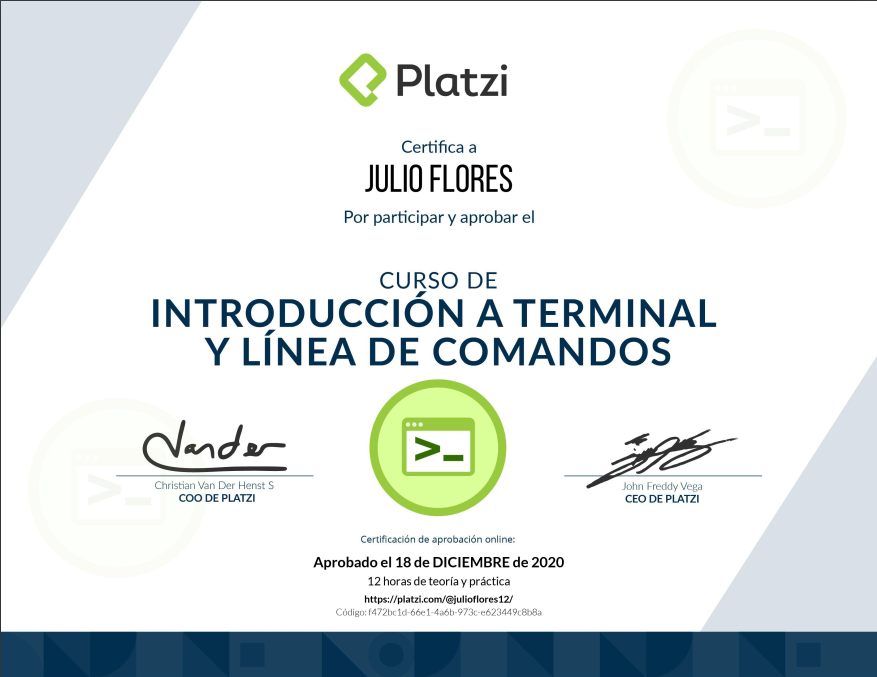 Platzi
Certifica a
JULIO FLORES
Por participar y aprobar el
CURSO DE
INTRODUCCIÓN A TERMINAL
Y LÍNEA DE COMANDOS
Vander
Christian Van Der Henst S
COO DE PLATZI
John Freddy Vega
CEO DE PLATZI
Certificación de aprobación online:
Aprobado el 18 de DICIEMBRE de 2020
12 horas de teoría y práctica
https://platzi.com/@julioflores12/
Código: f472bc1d-66e1-4a6b-973c-e623449c8b8a